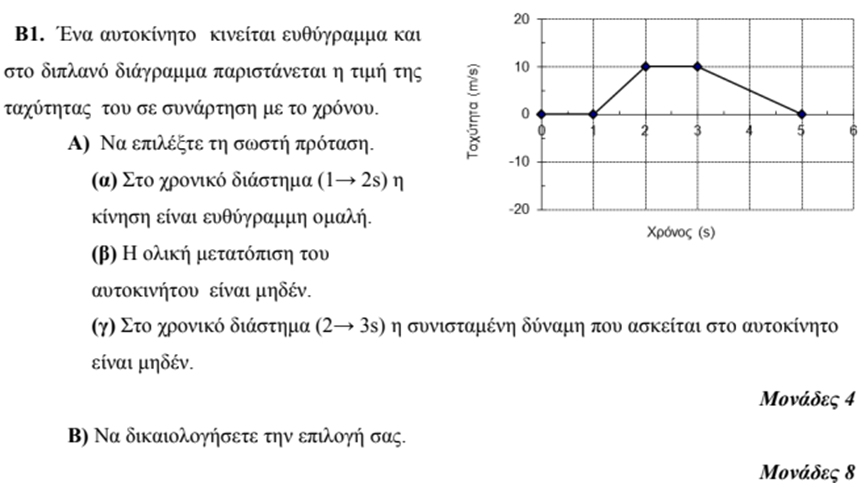 B1. Ένα αυτοκίνητο κινείται ευθύγραμμα και
στο διπλανό διάγραμμα παριστάνεται η τιμή της
ταχύτητας του σε συνάρτηση με το χρόνου.
Α) Να επιλέξτε τη σωστή πρόταση.
(α) Στο χρονικό διάστημα (1→ 2s) η
κίνηση είναι ευθύγραμμη ομαλή.
(β) Η ολική μετατόπιση του
αυτοκινήτου είναι μηδέν.
20
10
0
-10
-20
Ταχύτητα (m/s)
0 1 2 3 4 5 6
Χρόνος (s)
(γ) Στο χρονικό διάστημα (2→ 3s) η συνισταμένη δύναμη που ασκείται στο αυτοκίνητο
είναι μηδέν.
Μονάδες 4
Β) Να δικαιολογήσετε την επιλογή σας.
Μονάδες 8